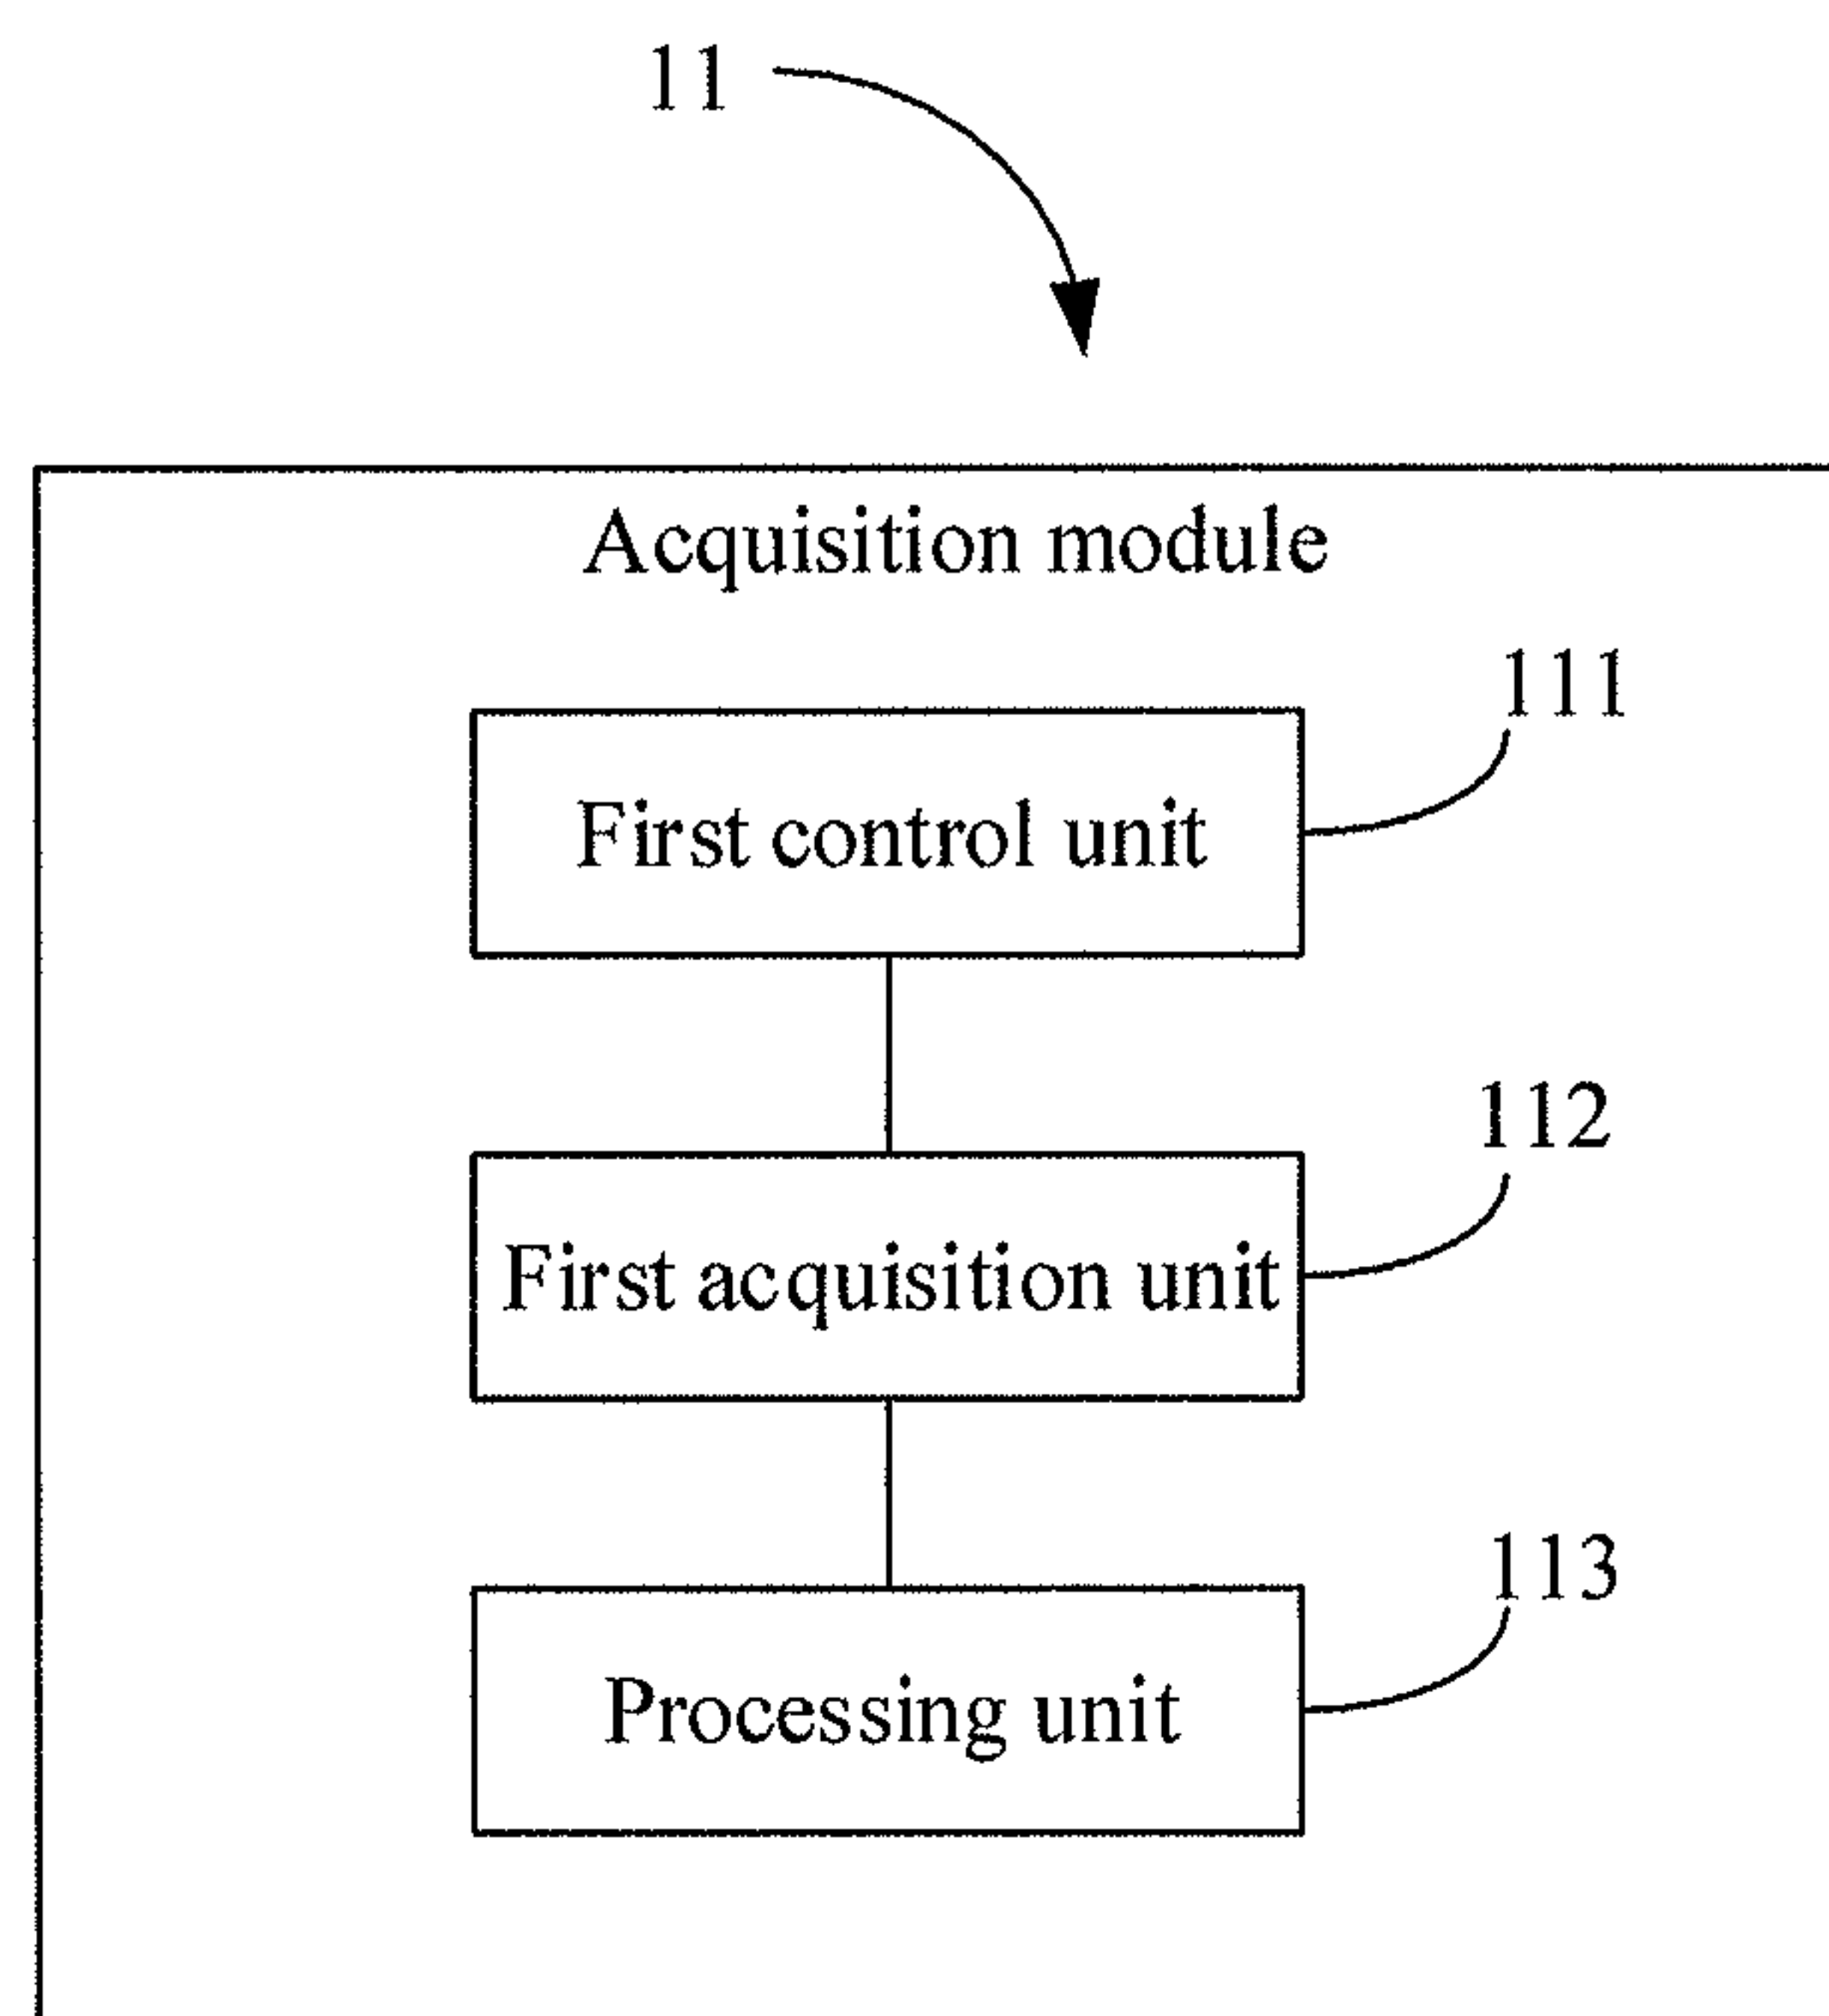 11
Acquisition module
111
First control unit
112
First acquisition unit
113
Processing unit